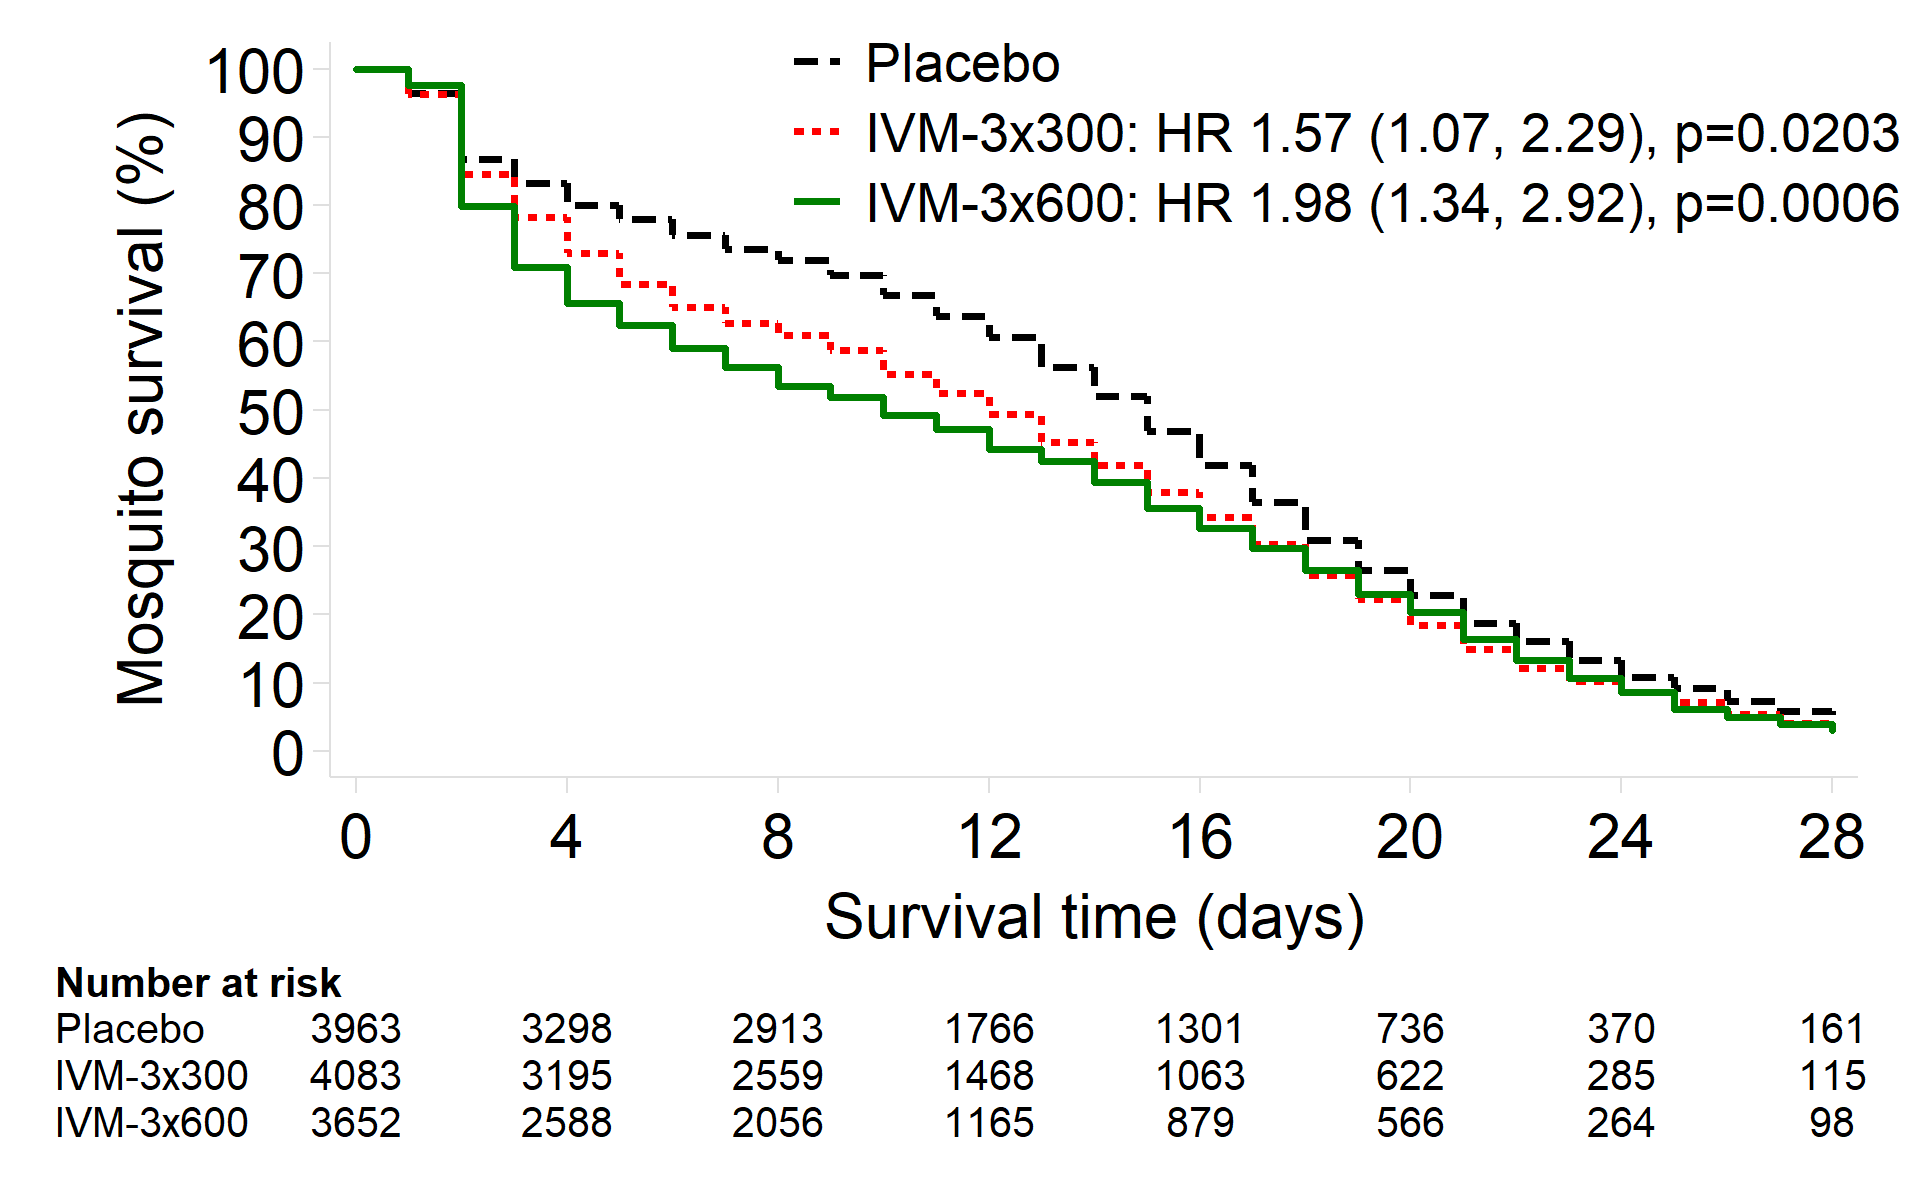 Placebo
IVM-3x300: HR 1.57 (1.07, 2.29), p=0.0203
IVM-3x600: HR 1.98 (1.34, 2.92), p=0.0006
Mosquito survival (%)
100
90
80
70
60
50
40
30
20
10
0
0 4 8 12 16 20 24 28
Survival time (days)
Number at risk
Placebo 3963 3298 2913 1766 1301 736 370 161
IVM-3x300 4083 3195 2559 1468 1063 622 285 115
IVM-3x600 3652 2588 2056 1165 879 566 264 98